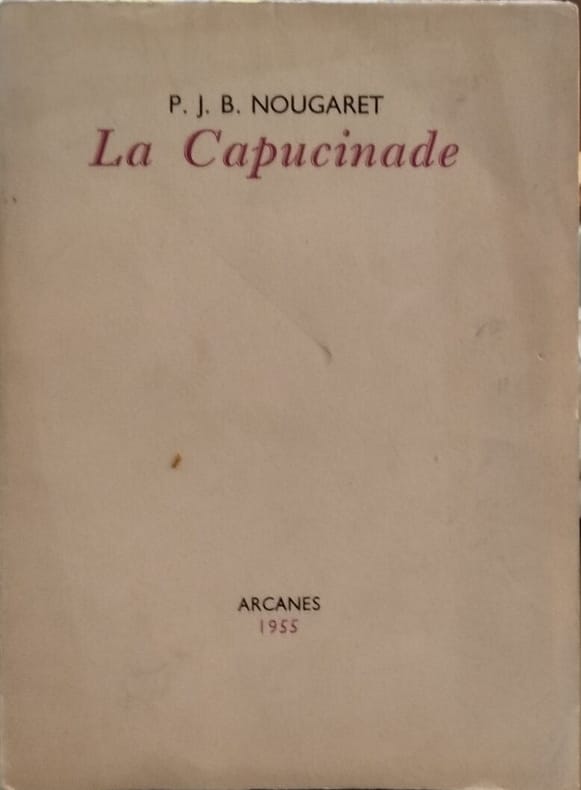 P. J. B. NOUGARET
La Capucinade
ARCANES
1955